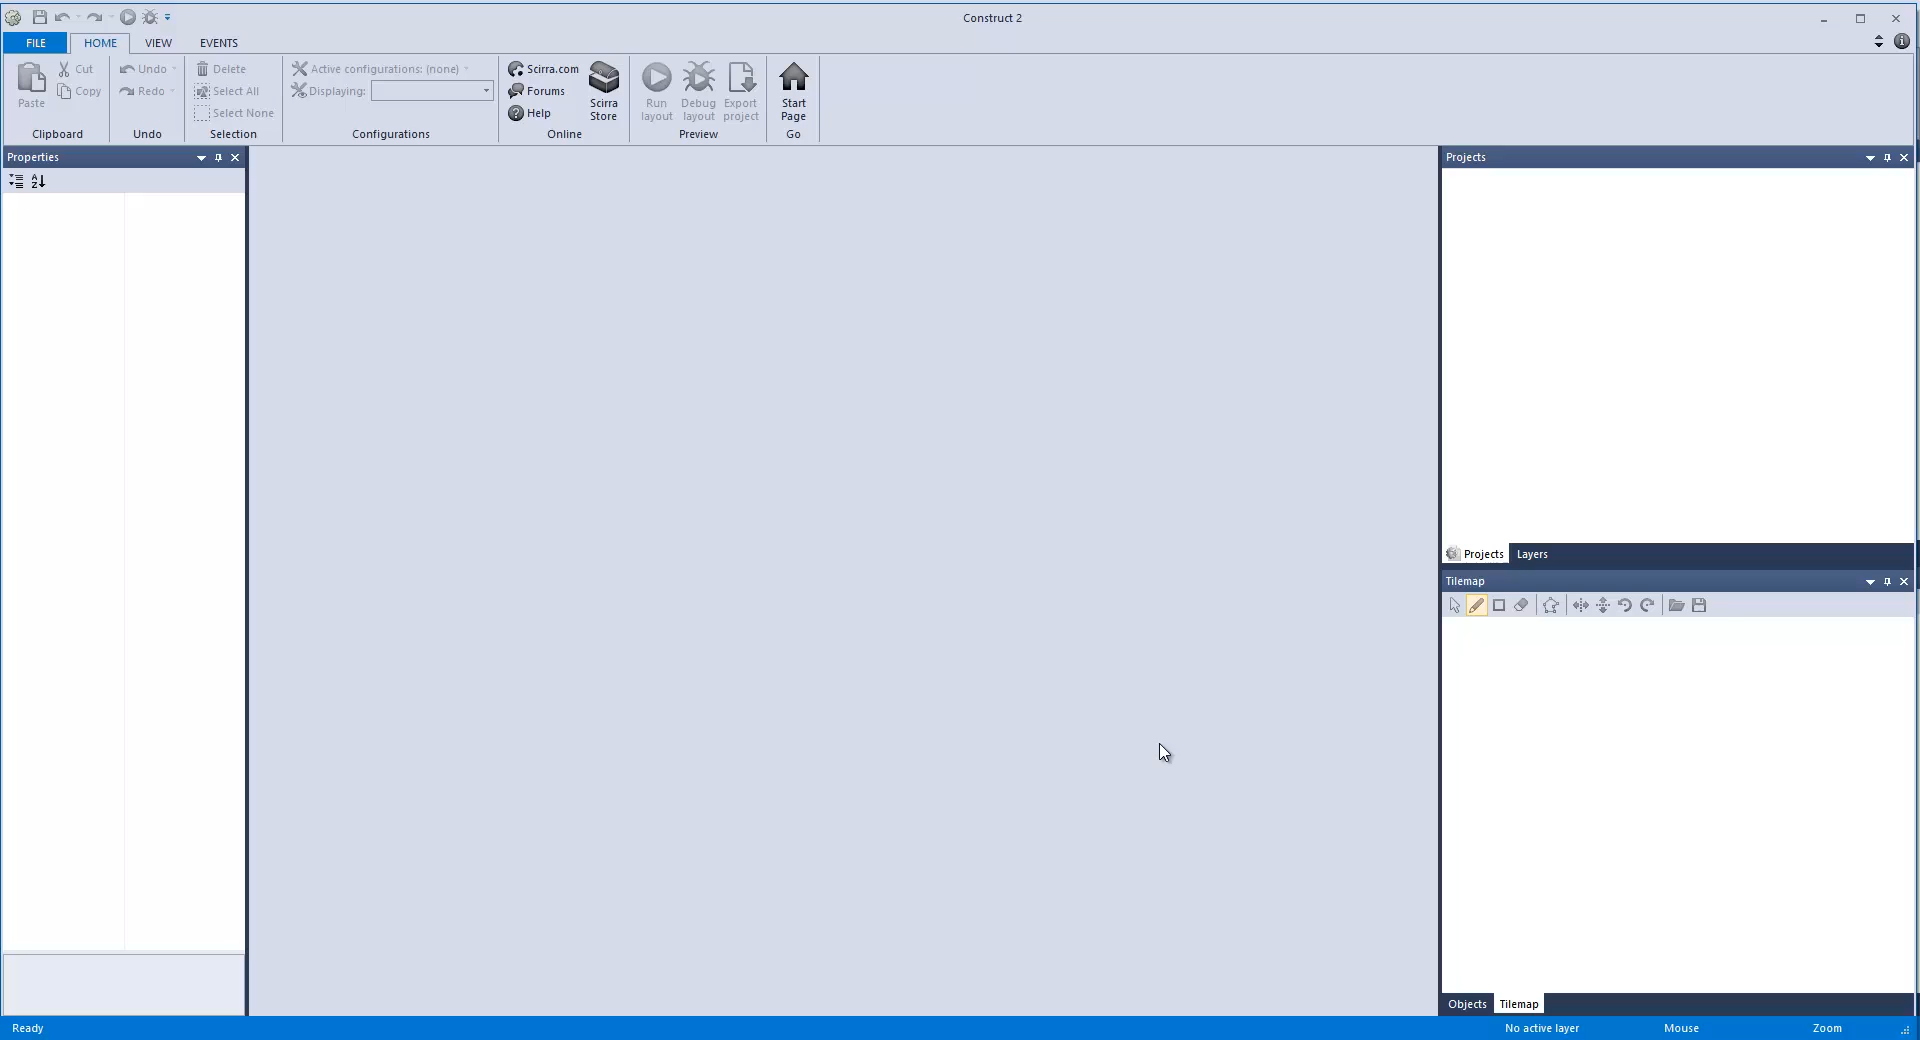 Construct 2
FILE
HOME
VIEW
EVENTS
Paste
Cut
Copy
Clipboard
Undo
Redo
Undo
Delete
Select All
Select None
Selection
Active configurations: (none)
Displaying:
Configurations
Scirra.com
Forums
Help
Scirra
Store
Online
Run
layout
Debug
layout
Export
project
Preview
Start
Page
Go
Properties
Projects
Projects
Layers
Tilemap
Objects
Tilemap
Ready
No active layer
Mouse
Zoom